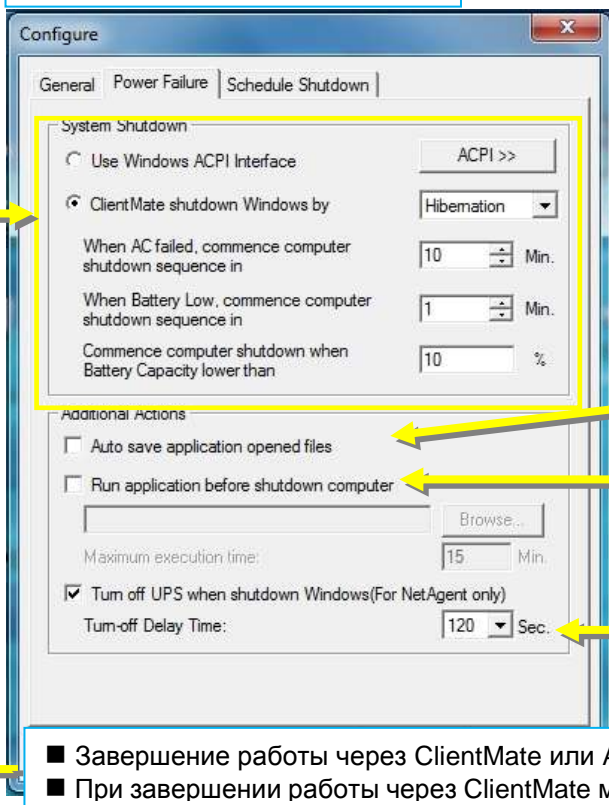 Configure
General Power Failure Schedule Shutdown
System Shutdown
Use Windows ACPI Interface ACPI >>
ClientMate shutdown Windows by Hibernation
When AC failed, commence computer
shutdown sequence in 10 Min.
When Battery Low, commence computer
shutdown sequence in 1 Min.
Commence computer shutdown when
Battery Capacity lower than 10 %
Additional Actions
Auto save application opened files
Run application before shutdown computer
Browse...
Maximum execution time: 15 Min.
Turn off UPS when shutdown Windows(For NetAgent only)
Turn-off Delay Time: 120 Sec.
■ Завершение работы через ClientMate или
■ При завершении работы через ClientMate